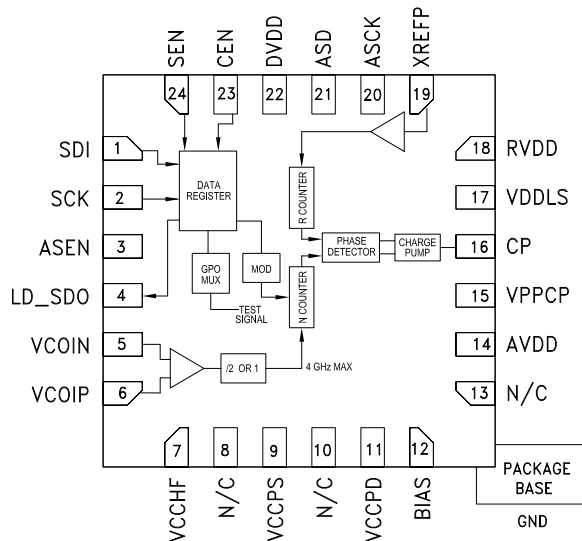 SEN
CEN
DVDD
ASD
ASCK
XREFP
24
23
22
21
20
19
SDI 1
18 RVDD
SCK 2
17 VDDLS
ASEN 3
16 CP
LD_SDO 4
15 VPPCP
VCOIN 5
14 AVDD
VCOIP 6
13 N/C
DATA
REGISTER
R COUNTER
PHASE
DETECTOR
CHARGE
PUMP
GPO
MUX
MOD
N COUNTER
TEST
SIGNAL
/2 OR 1
4 GHz MAX
7
8
9
10
11
12
VCCHF
N/C
VCCPS
N/C
VCCPD
BIAS
PACKAGE
BASE
GND